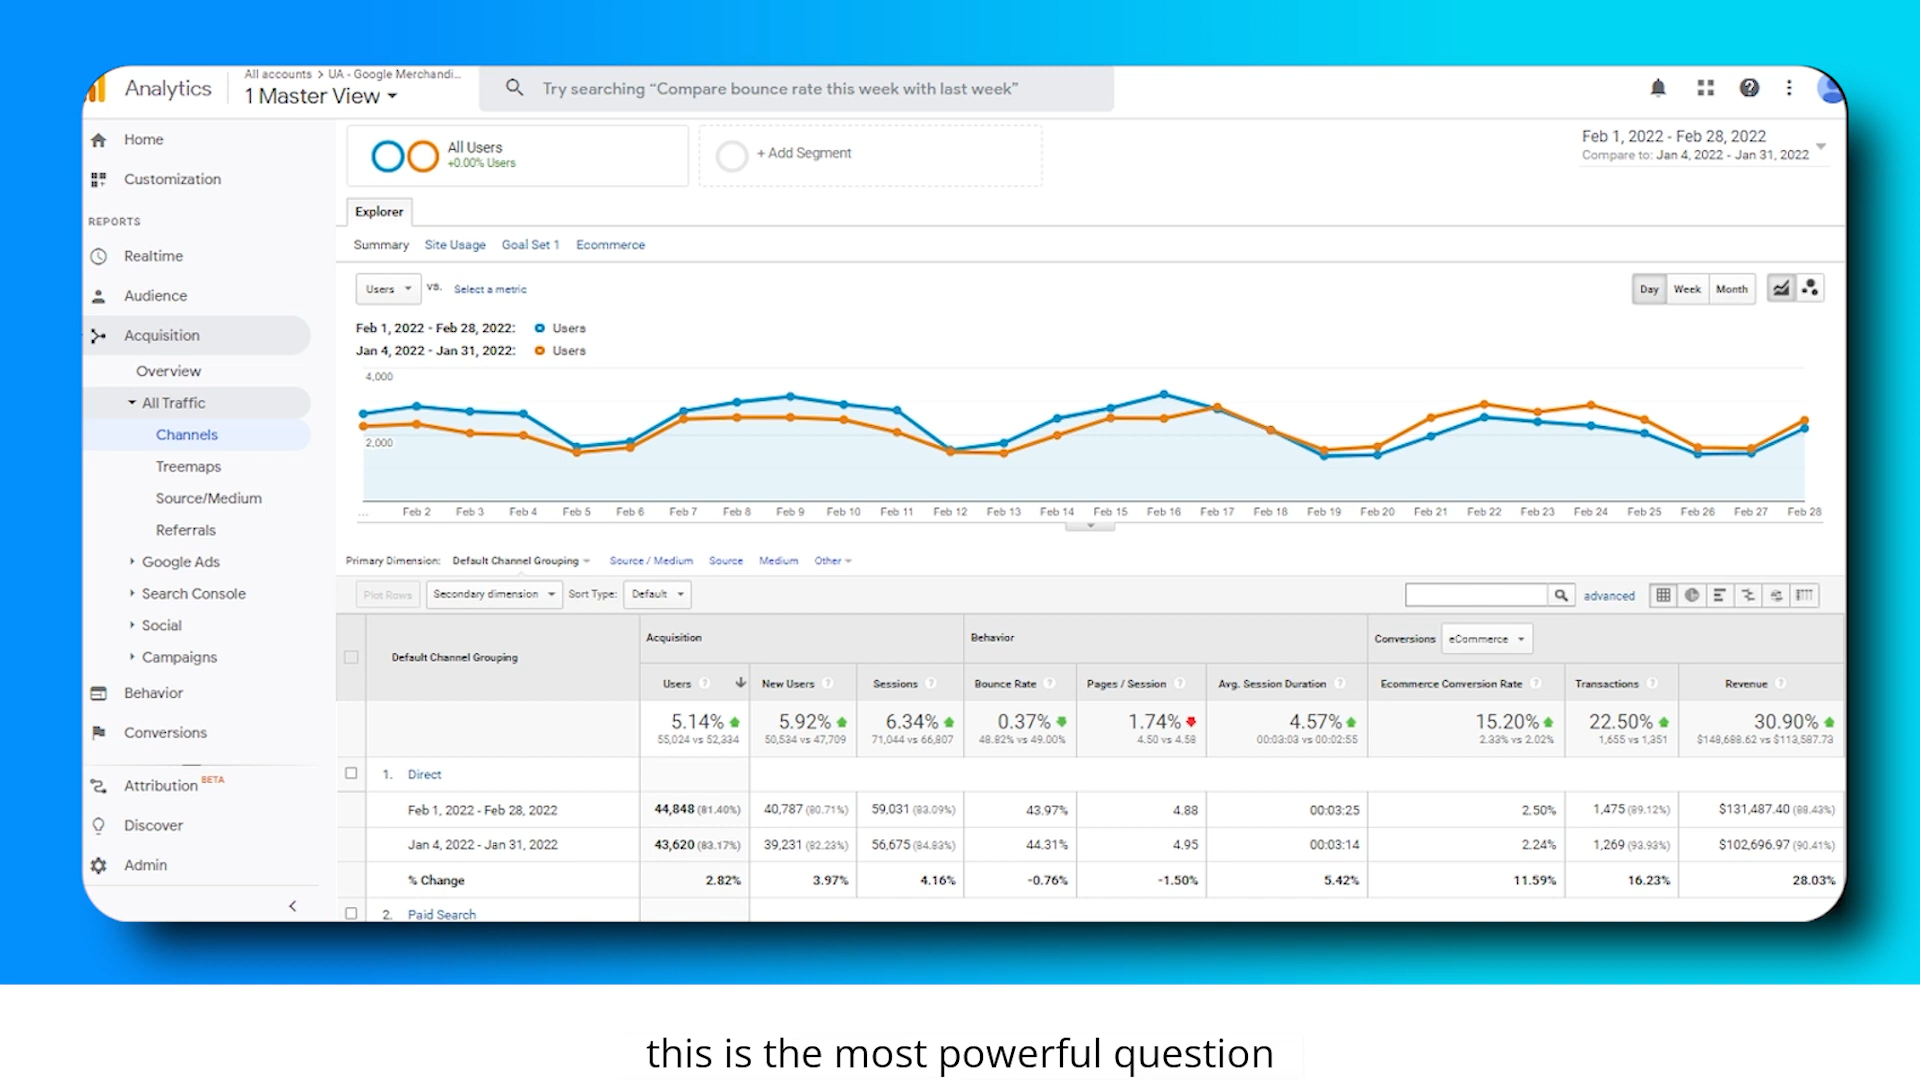 Analytics
All accounts > UA - Google Merchandi...
1 Master View
Try searching “Compare bounce rate this week with last week”
Home
Customization
REPORTS
Realtime
Audience
Acquisition
Overview
All Traffic
Channels
Treemaps
Source/Medium
Referrals
Google Ads
Search Console
Social
Campaigns
Behavior
Conversions
Attribution BETA
Discover
Admin
All Users
+0.00% Users
+ Add Segment
Feb 1, 2022 - Feb 28, 2022
Compare to: Jan 4, 2022 - Jan 31, 2022
Explorer
Summary Site Usage Goal Set 1 Ecommerce
Users vs. Select a metric
Day Week Month
Feb 1, 2022 - Feb 28, 2022: Users
Jan 4, 2022 - Jan 31, 2022: Users
4,000
2,000
... Feb 2 Feb 3 Feb 4 Feb 5 Feb 6 Feb 7 Feb 8 Feb 9 Feb 10 Feb 11 Feb 12 Feb 13 Feb 14 Feb 15 Feb 16 Feb 17 Feb 18 Feb 19 Feb 20 Feb 21 Feb 22 Feb 23 Feb 24 Feb 25 Feb 26 Feb 27 Feb 28
Primary Dimension: Default Channel Grouping Source / Medium Source Medium Other
Plot Rows Secondary dimension Sort Type: Default advanced
Default Channel Grouping Acquisition Behavior Conversions eCommerce
Users New Users Sessions Bounce Rate Pages / Session Avg. Session Duration Ecommerce Conversion Rate Transactions Revenue
5.14% 5.92% 6.34% 0.37% 1.74% 4.57% 15.20% 22.50% 30.90%
55,024 vs 52,334 50,534 vs 47,709 71,044 vs 66,807 48.82% vs 49.00% 4.50 vs 4.58 00:03:03 vs 00:02:55 2.33% vs 2.02% 1,655 vs 1,351 $148,688.62 vs $113,587.73
1. Direct
Feb 1, 2022 - Feb 28, 2022 44,848 (81.40%) 40,787 (80.71%) 59,031 (83.09%) 43.97% 4.88 00:03:25 2.50% 1,475 (89.12%) $131,487.40 (88.43%)
Jan 4, 2022 - Jan 31, 2022 43,620 (83.17%) 39,231 (82.23%) 56,675 (84.83%) 44.31% 4.95 00:03:14 2.24% 1,269 (93.93%) $102,696.97 (90.41%)
% Change 2.82% 3.97% 4.16% -0.76% -1.50% 5.42% 11.59% 16.23% 28.03%
2. Paid Search
this is the most powerful question